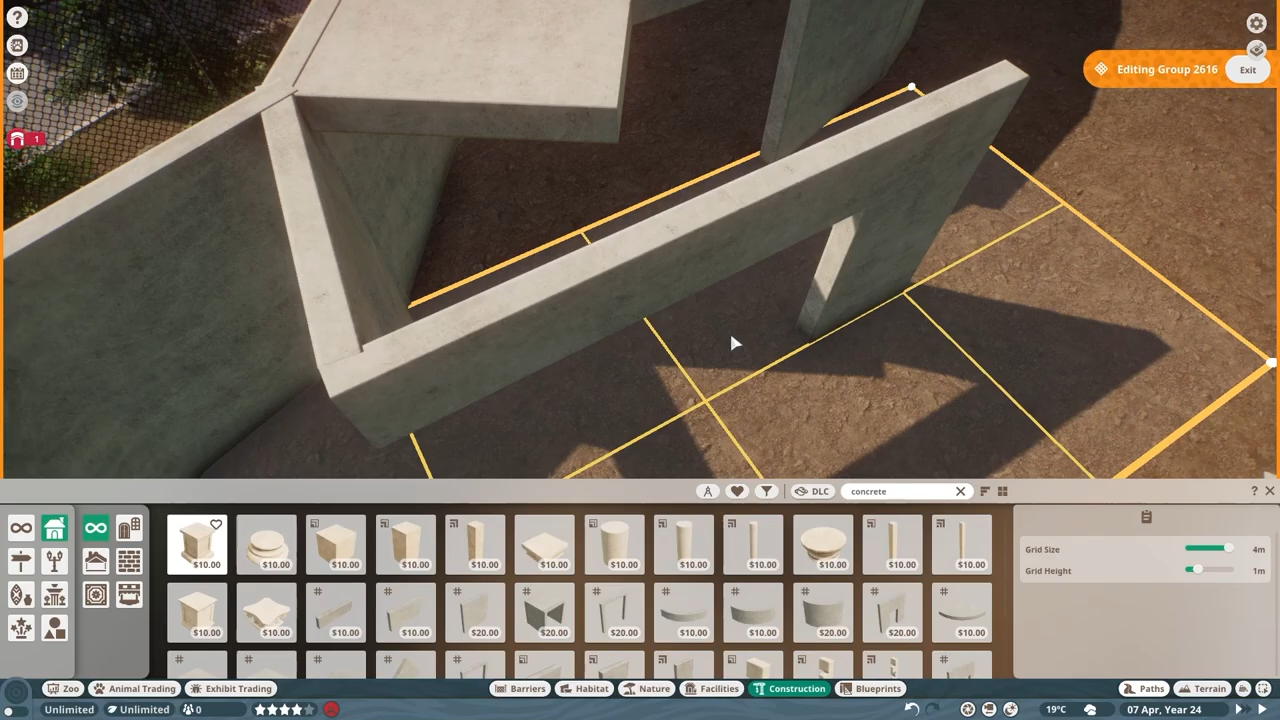 ?
Editing Group 2616
Exit
1
DLC
concrete
?
$10.00
$10.00
$10.00
$10.00
$10.00
$10.00
$10.00
$10.00
$10.00
$10.00
$10.00
$10.00
Grid Size
4m
Grid Height
1m
$10.00
$10.00
$10.00
$10.00
$20.00
$20.00
$20.00
$10.00
$10.00
$20.00
$20.00
$10.00
Zoo
Animal Trading
Exhibit Trading
Barriers
Habitat
Nature
Facilities
Construction
Blueprints
Paths
Terrain
Unlimited
Unlimited
0
19°C
07 Apr, Year 24